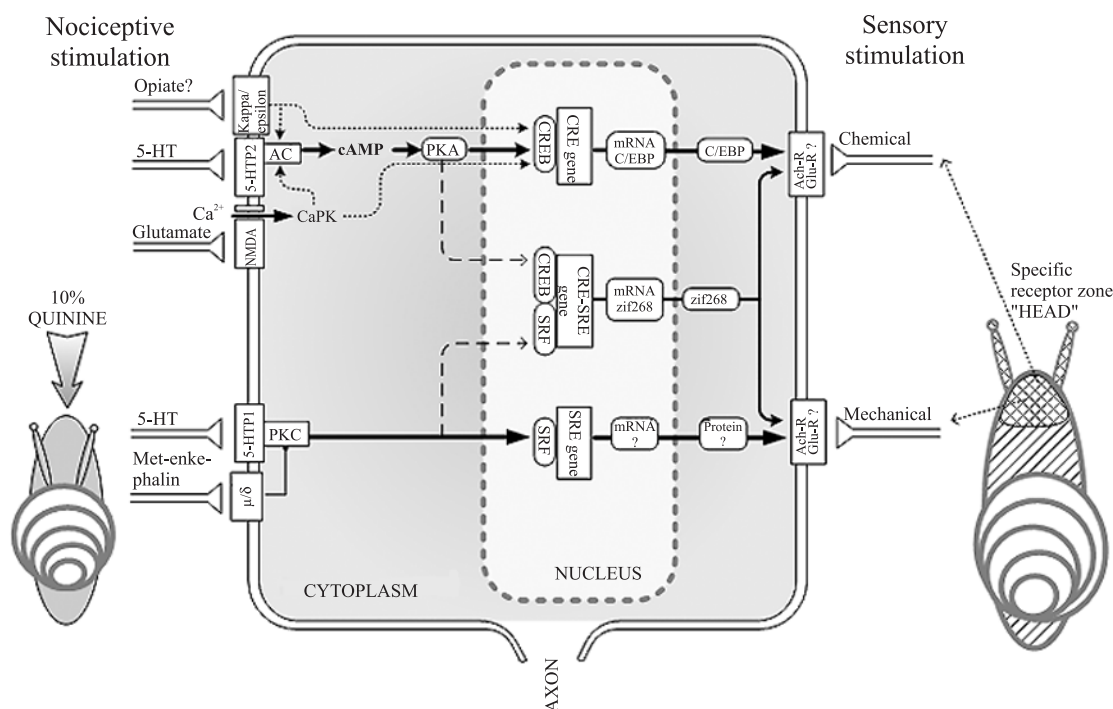 Nociceptive
stimulation
Sensory
stimulation
Opiate?
Kappa/
epsilon
5-HT
5-HTP2
AC
cAMP
PKA
CREB
CRE gene
mRNA
C/EBP
C/EBP
Ach-R
Glu-R ?
Chemical
Ca2+
CaPK
Glutamate
NMDA
CREB
SRF
CRE-SRE
gene
mRNA
zif268
zif268
Specific
receptor zone
"HEAD"
10%
QUININE
5-HT
5-HTP1
PKC
SRF
SRE gene
mRNA
?
Protein
?
Ach-R
Glu-R ?
Mechanical
Met-enke-
phalin
μ/δ
CYTOPLASM
NUCLEUS
AXON